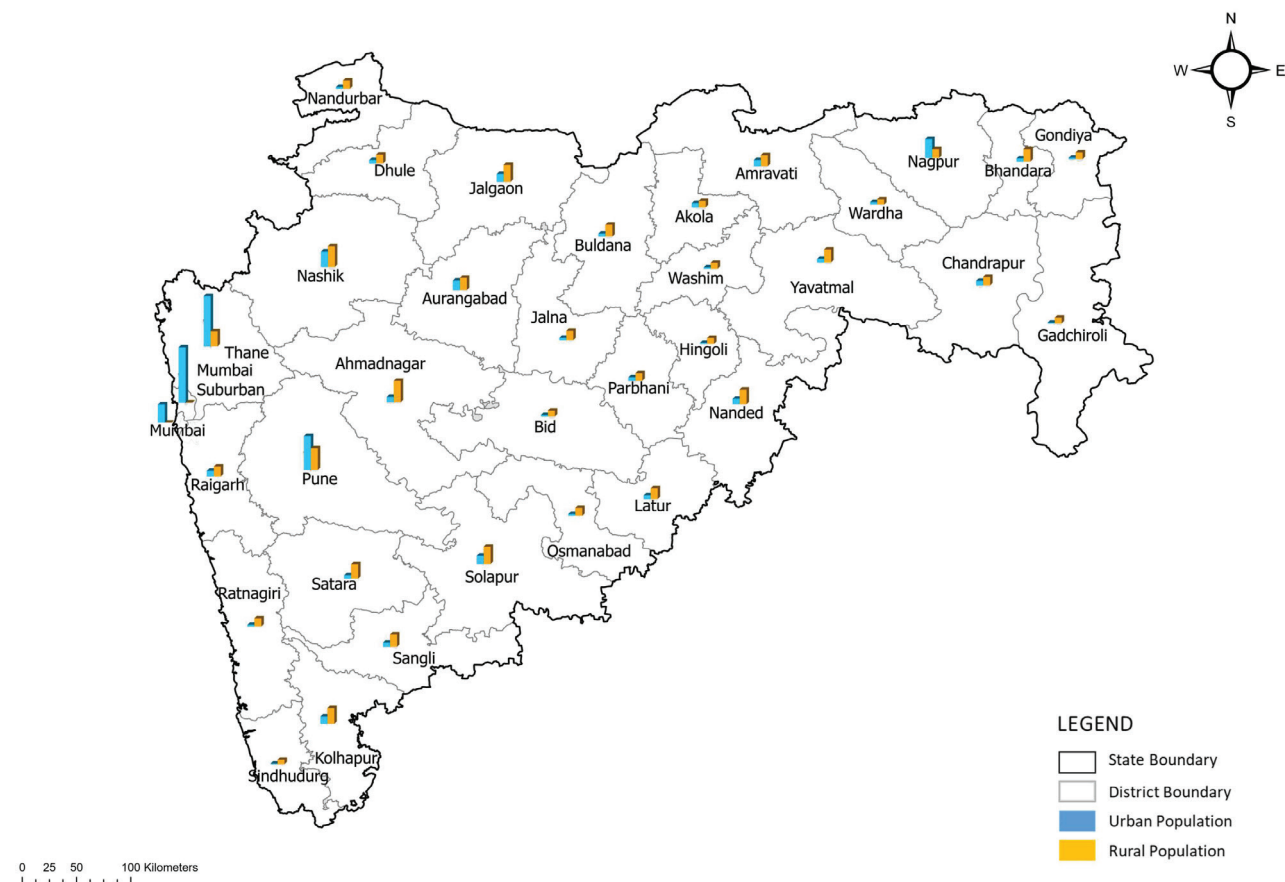 N
W E
S
Nandurbar
Dhule
Jalgaon
Buldana
Akola
Amravati
Nagpur
Wardha
Bhandara
Gondiya
Nashik
Aurangabad
Jalna
Washim
Yavatmal
Chandrapur
Gadchiroli
Thane
Mumbai
Suburban
Mumbai
Ahmadnagar
Hingoli
Parbhani
Nanded
Bid
Raigarh
Pune
Latur
Osmanabad
Solapur
Satara
Ratnagiri
Sangli
Kolhapur
Sindhudurg
LEGEND
State Boundary
District Boundary
Urban Population
Rural Population
0 25 50 100 Kilometers